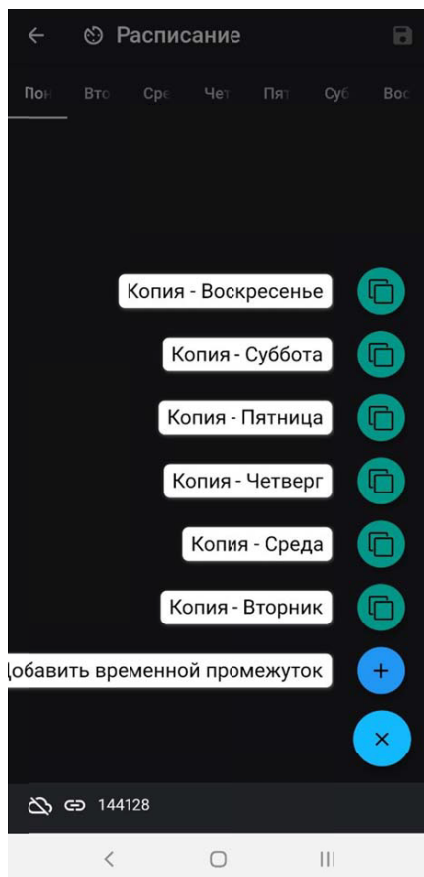 Расписание
Пон Вто Сре Чет Пят Суб Вос
Копия - Воскресенье
Копия - Суббота
Копия - Пятница
Копия - Четверг
Копия - Среда
Копия - Вторник
Добавить временной промежуток
144128